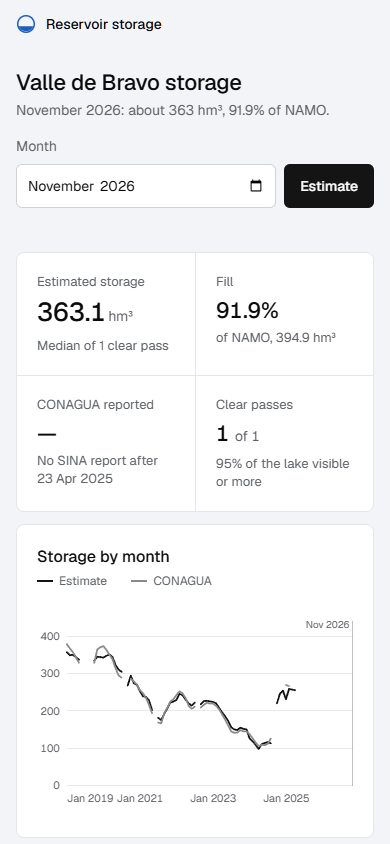 Reservoir storage
Valle de Bravo storage
November 2026: about 363 hm³, 91.9% of NAMO.
Month
November 2026
Estimate
Estimated storage
363.1 hm³
Median of 1 clear pass
Fill
91.9%
of NAMO, 394.9 hm³
CONAGUA reported
—
No SINA report after
23 Apr 2025
Clear passes
1 of 1
95% of the lake visible
or more
Storage by month
Estimate
CONAGUA
Nov 2026
400
300
200
100
0
Jan 2019
Jan 2021
Jan 2023
Jan 2025